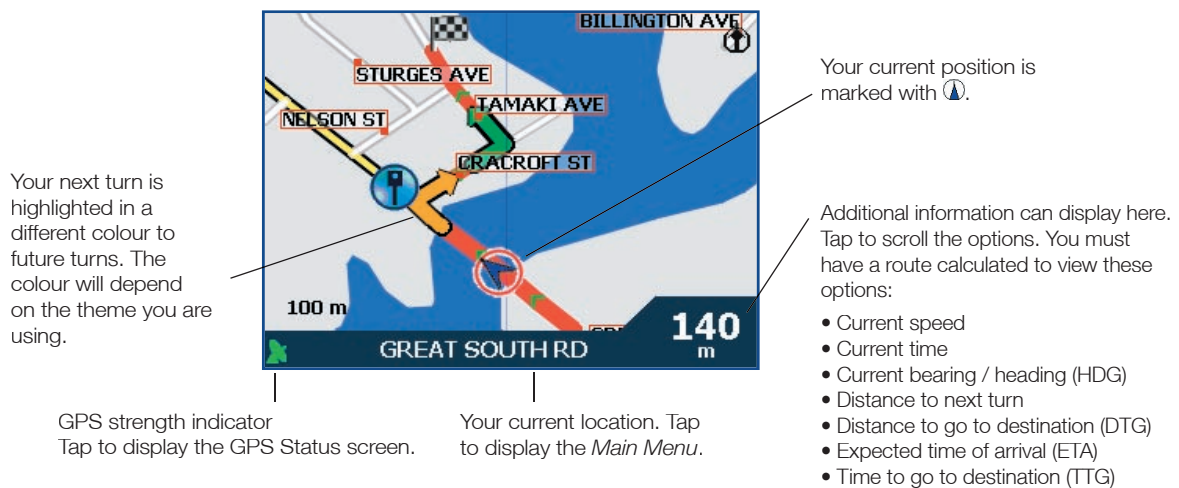 BILLINGTON AVE
STURGES AVE
TAMAKI AVE
NELSON ST
CRACROFT ST
100 m
140
m
GREAT SOUTH RD
Your next turn is
highlighted in a
different colour to
future turns. The
colour will depend
on the theme you are
using.
Your current position is
marked with .
Additional information can display here.
Tap to scroll the options. You must
have a route calculated to view these
options:
• Current speed
• Current time
• Current bearing / heading (HDG)
• Distance to next turn
• Distance to go to destination (DTG)
• Expected time of arrival (ETA)
• Time to go to destination (TTG)
GPS strength indicator
Tap to display the GPS Status screen.
Your current location. Tap
to display the Main Menu.